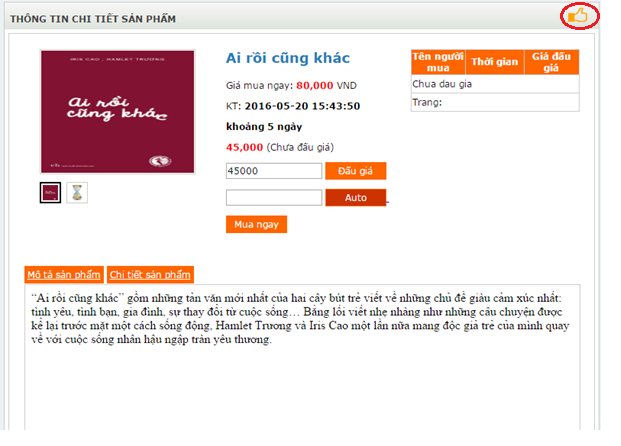 THÔNG TIN CHI TIẾT SẢN PHẨM
IRIS CAO . HAMLET TRƯƠNG
Ai rồi
cũng khác
Ai rồi cũng khác
Giá mua ngay: 80,000 VND
KT: 2016-05-20 15:43:50
khoảng 5 ngày
45,000 (Chưa đấu giá)
45000 Đấu giá
Auto
Mua ngay
Tên người mua Thời gian Giá đấu giá
Chua dau gia
Trang:
Mô tả sản phẩm Chi tiết sản phẩm
“Ai rồi cũng khác” gồm những tản văn mới nhất của hai cây bút trẻ viết về những chủ đề giàu cảm xúc nhất:
tình yêu, tình bạn, gia đình, sự thay đổi từ cuộc sống… Bằng lối viết nhẹ nhàng như những câu chuyện được
kể lại trước mặt một cách sống động, Hamlet Trương và Iris Cao một lần nữa mang độc giả trẻ của mình quay
về với cuộc sống nhân hậu ngập tràn yêu thương.